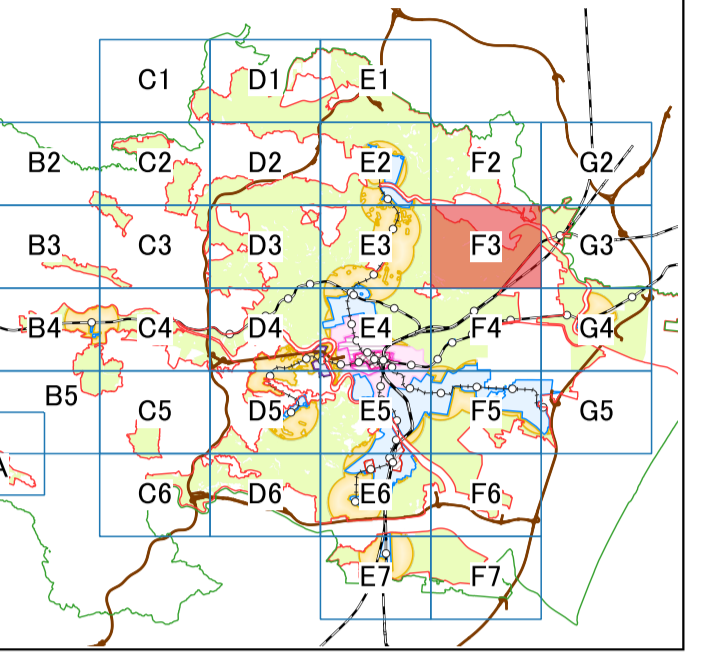 C1 D1 E1
B2 C2 D2 E2 F2 G2
B3 C3 D3 E3 F3 G3
B4 C4 D4 E4 F4 G4
B5 C5 D5 E5 F5 G5
A C6 D6 E6 F6
E7 F7